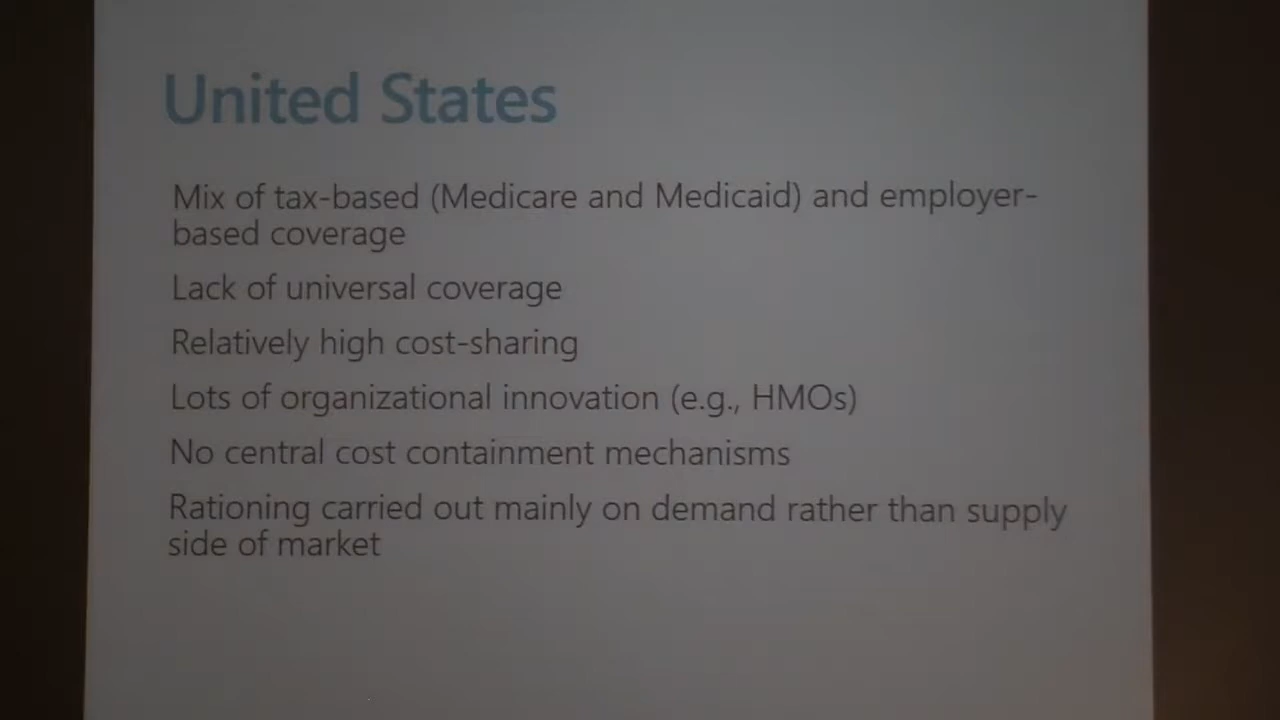 United States
Mix of tax-based (Medicare and Medicaid) and employer-
based coverage
Lack of universal coverage
Relatively high cost-sharing
Lots of organizational innovation (e.g., HMOs)
No central cost containment mechanisms
Rationing carried out mainly on demand rather than supply
side of market